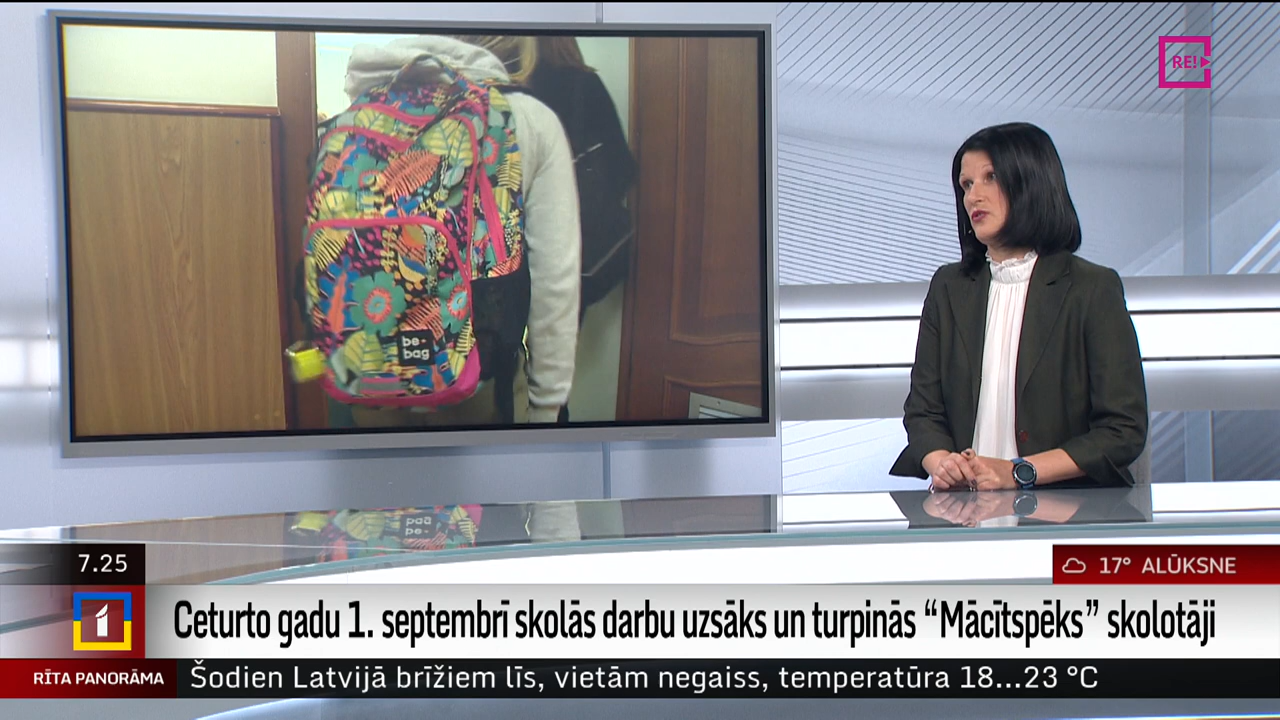 RE!
be-
bag
7.25
17° ALŪKSNE
1
Ceturto gadu 1. septembrī skolās darbu uzsāks un turpinās “Mācītspēks” skolotāji
RĪTA PANORĀMA
Šodien Latvijā brīžiem līs, vietām negaiss, temperatūra 18...23 °C